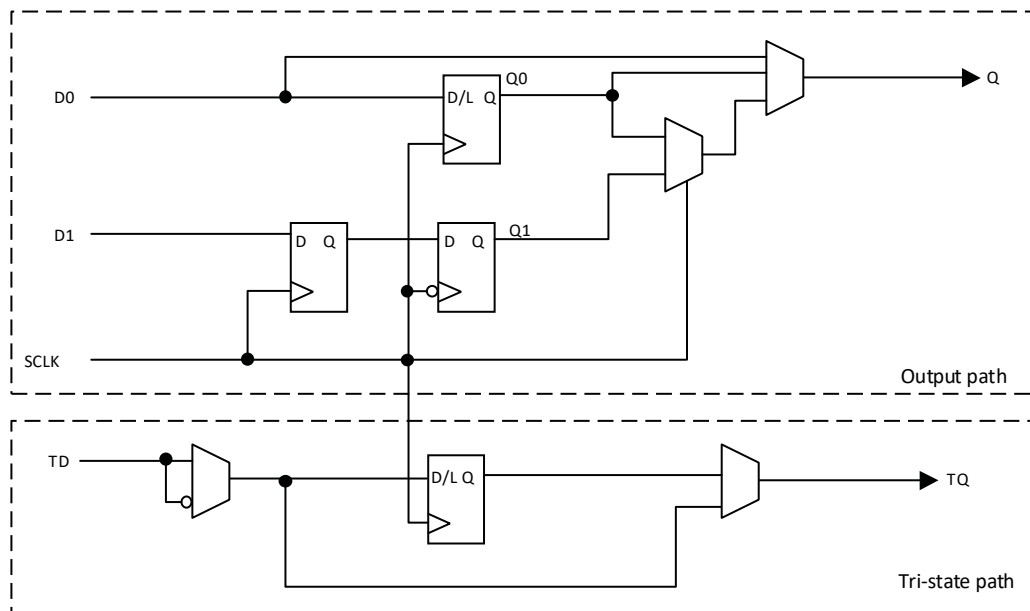 Q0
D0
D/L Q
Q
D1
D Q
D Q
Q1
SCLK
Output path
TD
D/L Q
TQ
Tri-state path